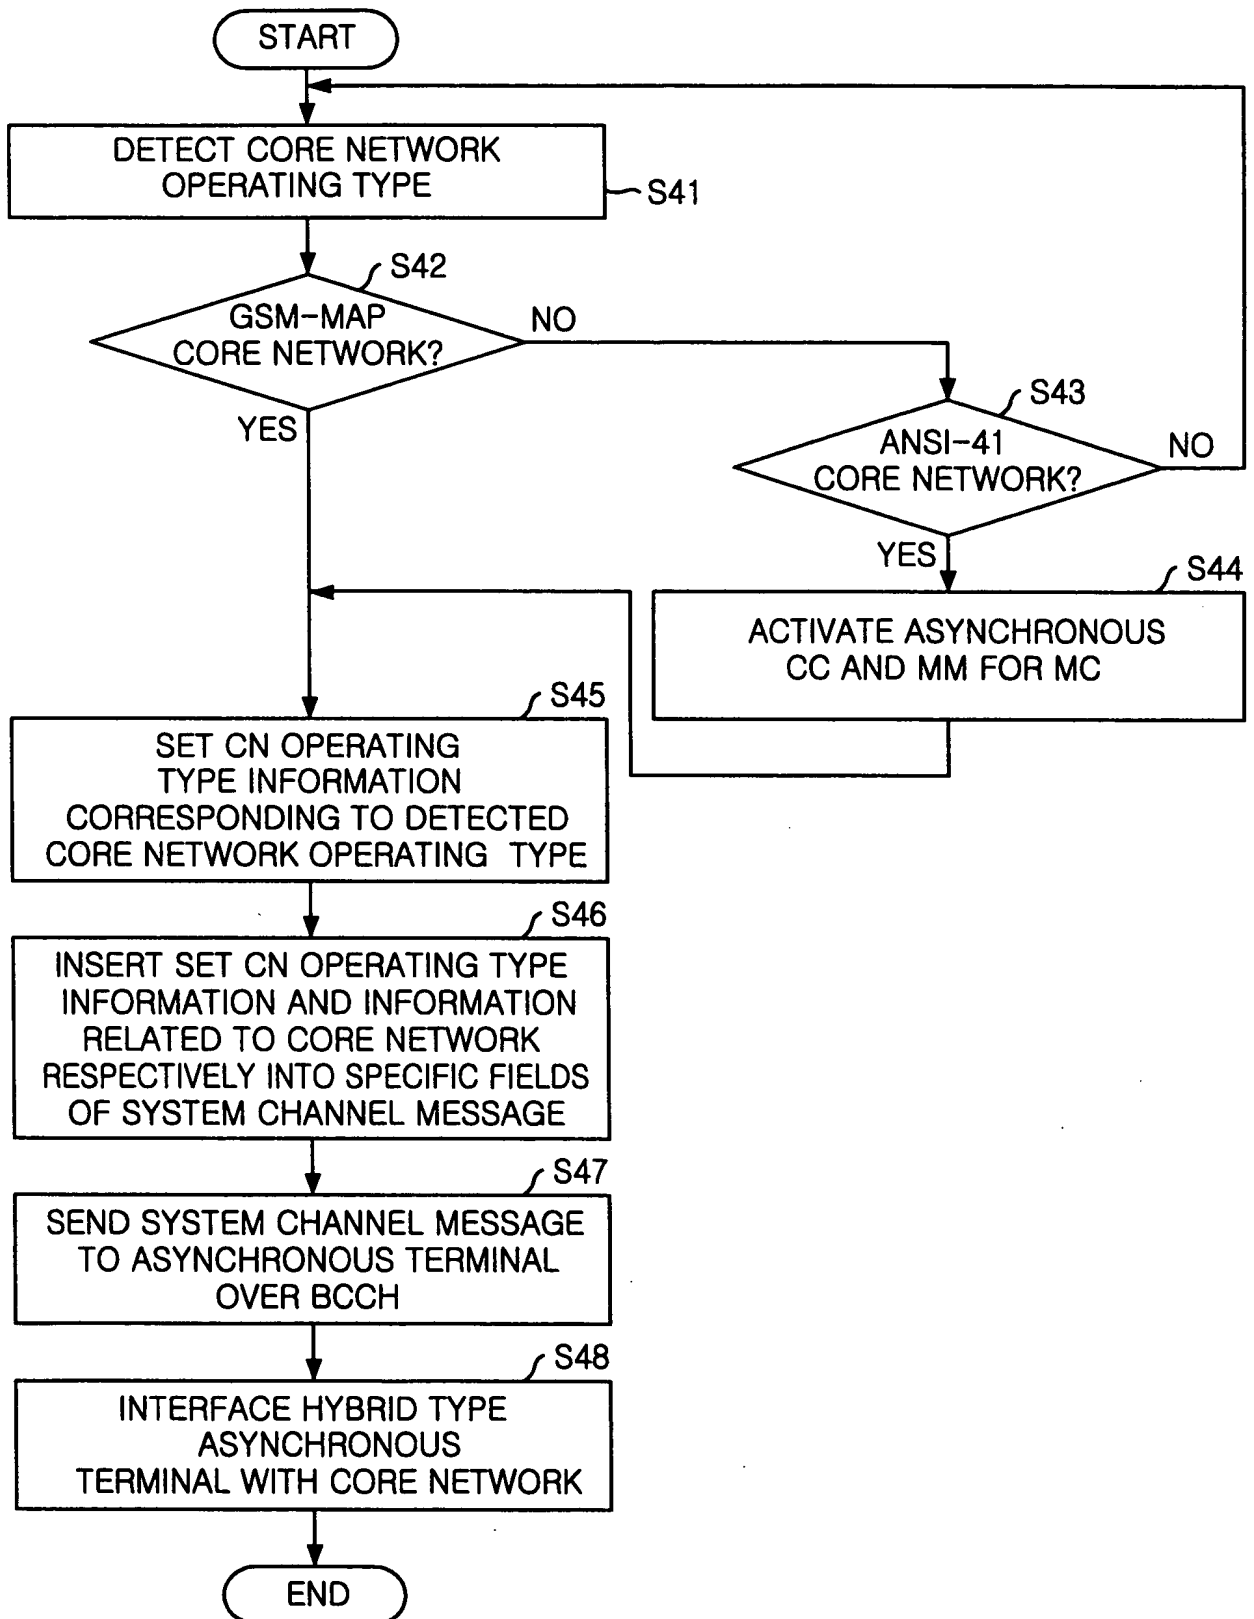 START
DETECT CORE NETWORK
OPERATING TYPE
S41
S42
GSM-MAP
CORE NETWORK?
NO
YES
S43
ANSI-41
CORE NETWORK?
NO
YES
S44
ACTIVATE ASYNCHRONOUS
CC AND MM FOR MC
S45
SET CN OPERATING
TYPE INFORMATION
CORRESPONDING TO DETECTED
CORE NETWORK OPERATING TYPE
S46
INSERT SET CN OPERATING TYPE
INFORMATION AND INFORMATION
RELATED TO CORE NETWORK
RESPECTIVELY INTO SPECIFIC FIELDS
OF SYSTEM CHANNEL MESSAGE
S47
SEND SYSTEM CHANNEL MESSAGE
TO ASYNCHRONOUS TERMINAL
OVER BCCH
S48
INTERFACE HYBRID TYPE
ASYNCHRONOUS
TERMINAL WITH CORE NETWORK
END